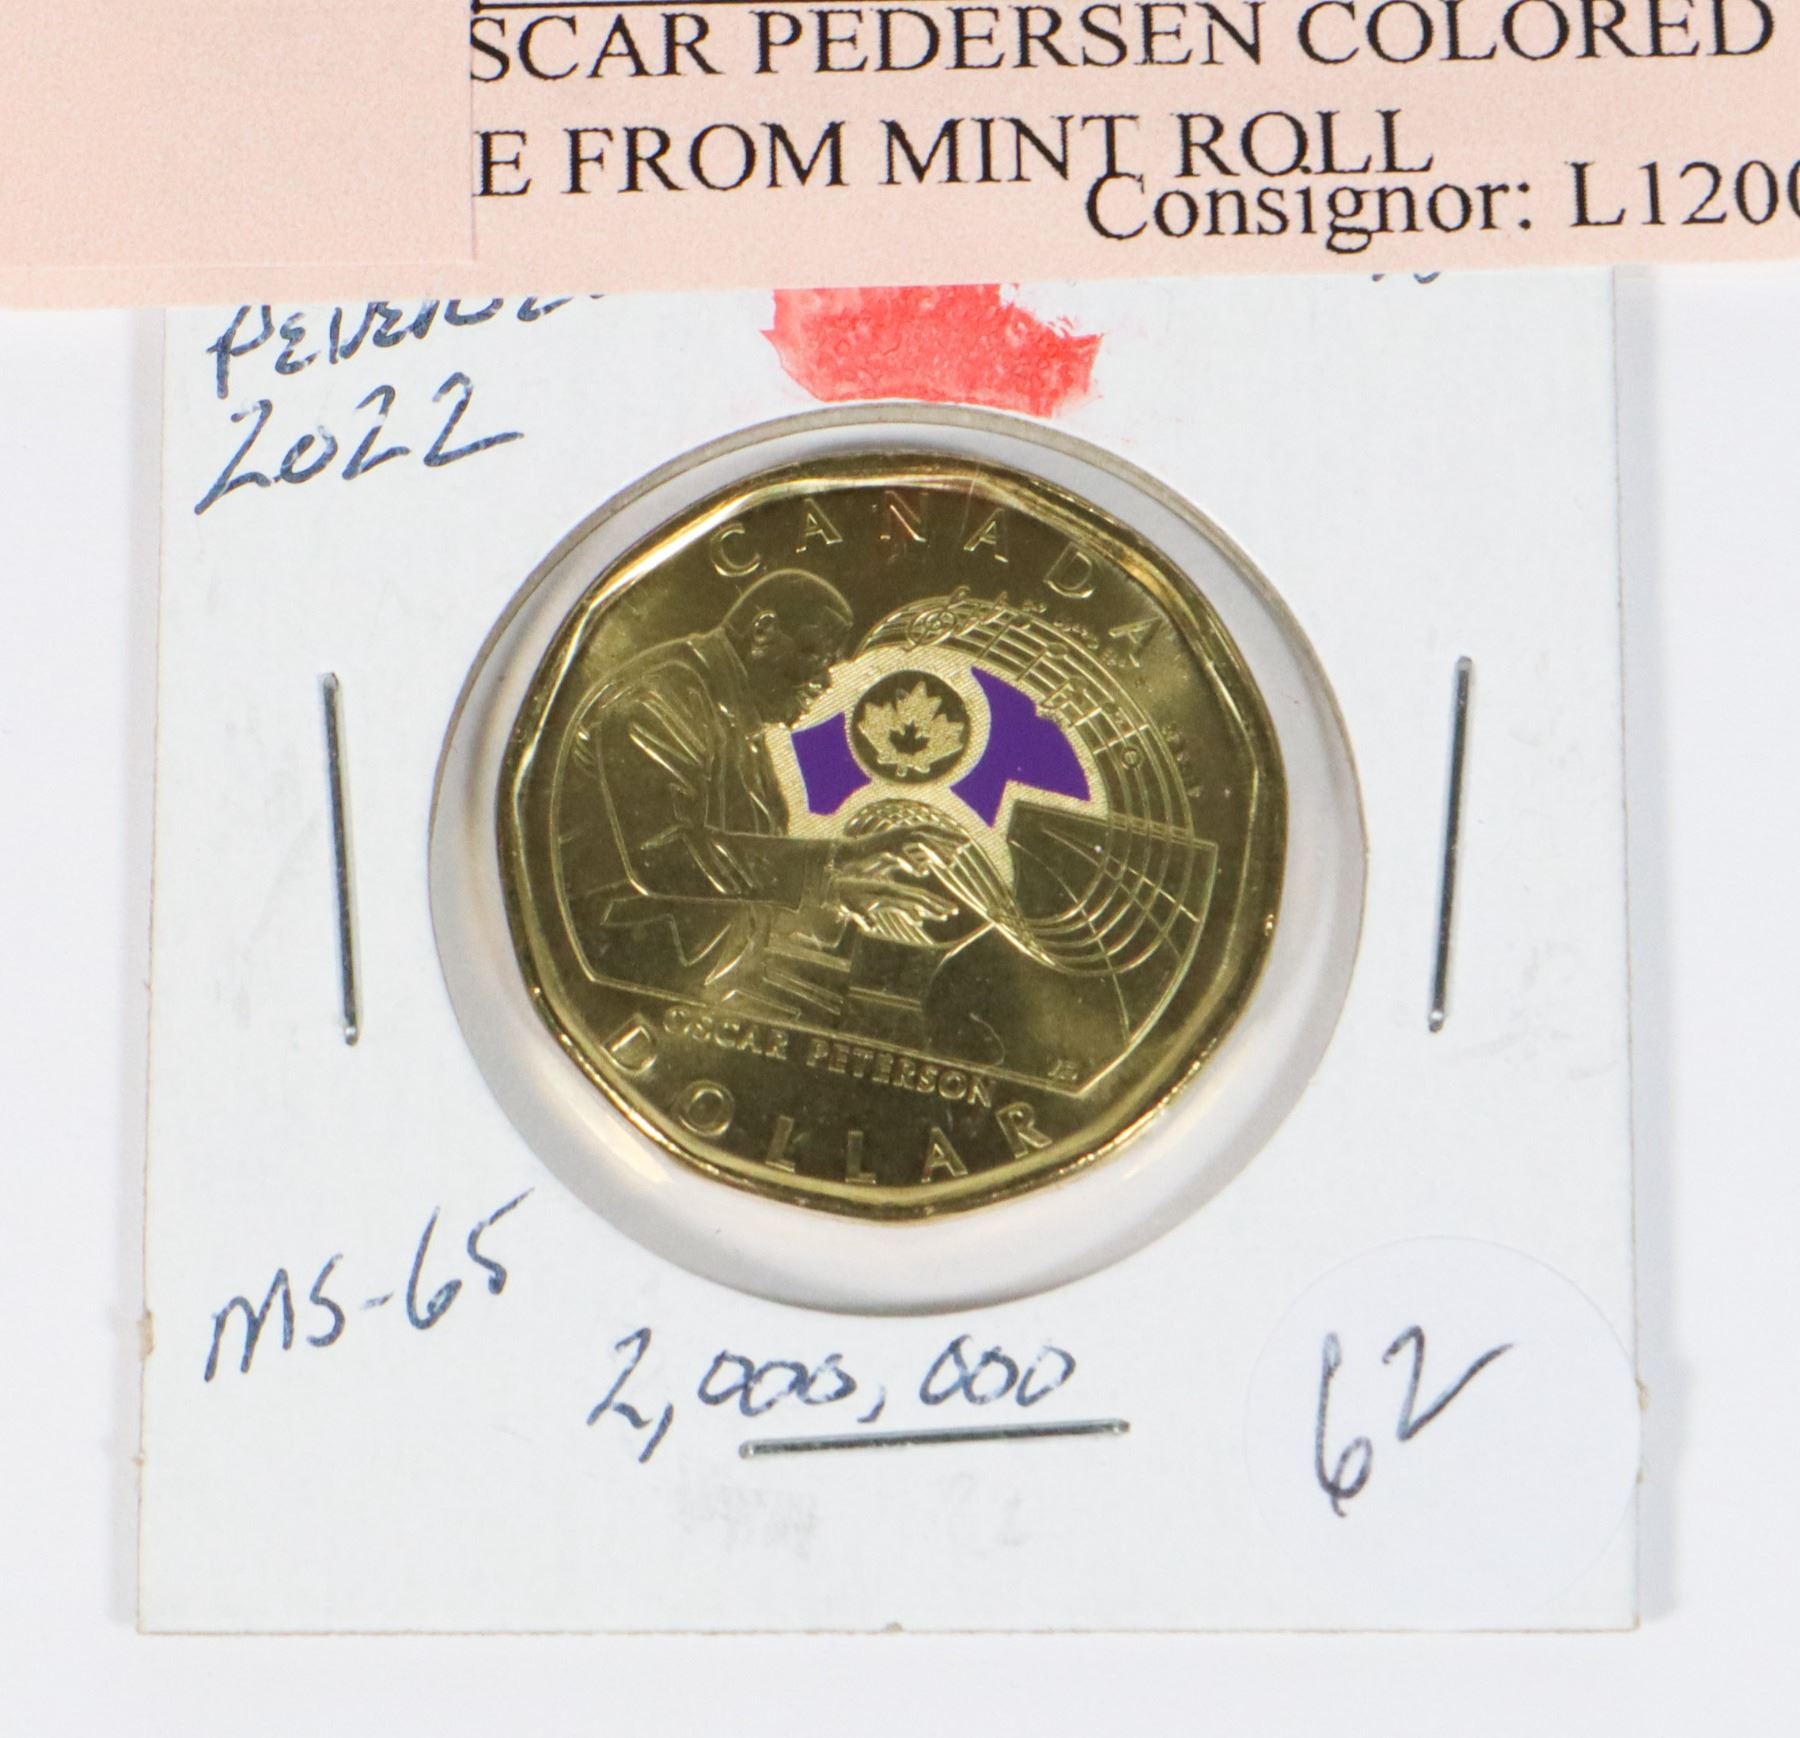 SCAR PEDERSEN COLORED
E FROM MINT ROLL
Consignor: L1200
2022
CANADA
OSCAR PETERSON
DOLLAR
MS-65
2,000,000
62